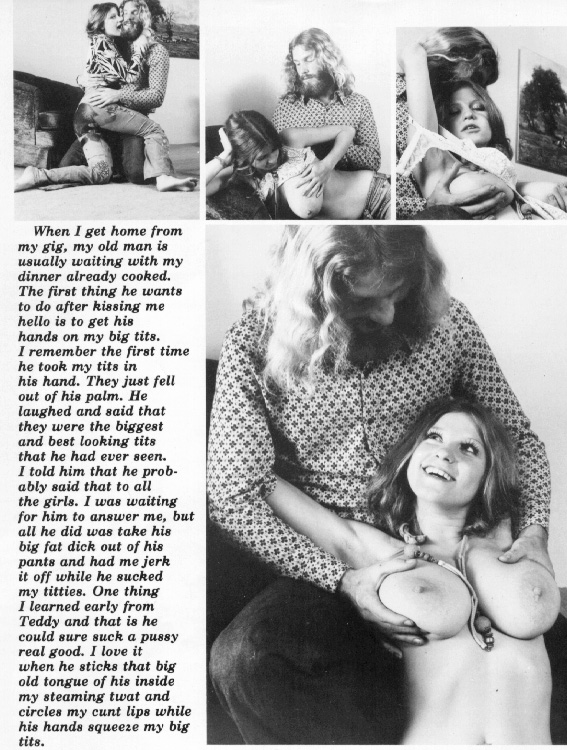 When I get home from
my gig, my old man is
usually waiting with my
dinner already cooked.
The first thing he wants
to do after kissing me
hello is to get his
hands on my big tits.
I remember the first time
he took my tits in
his hand. They just fell
out of his palm. He
laughed and said that
they were the biggest
and best looking tits
that he had ever seen.
I told him that he prob-
ably said that to all
the girls. I was waiting
for him to answer me, but
all he did was take his
big fat dick out of his
pants and had me jerk
it off while he sucked
my titties. One thing
I learned early from
Teddy and that is he
could sure suck a pussy
real good. I love it
when he sticks that big
old tongue of his inside
my steaming twat and
circles my cunt lips while
his hands squeeze my big
tits.